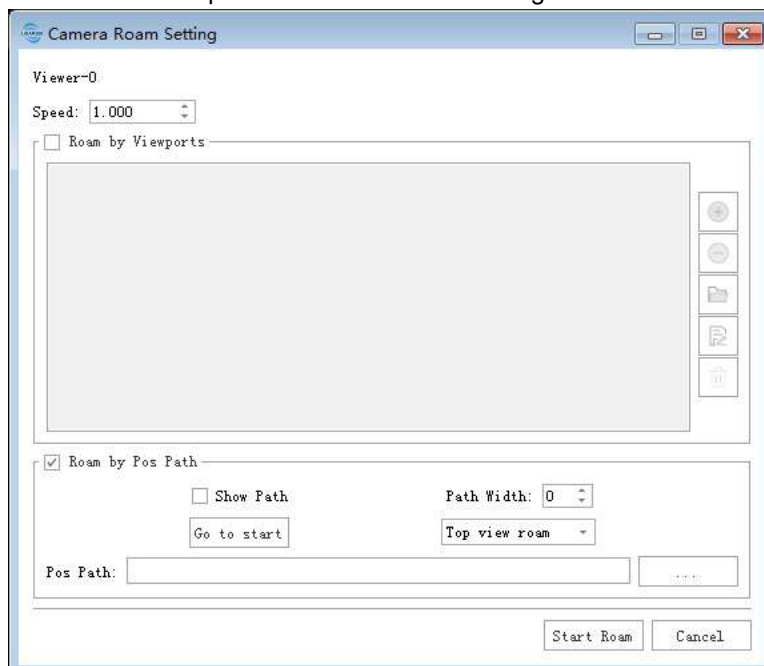 Camera Roam Setting
Viewer-0
Speed: 1.000
Roam by Viewports
Roam by Pos Path
Show Path Path Width: 0
Go to start Top view roam
Pos Path: ...
Start Roam Cancel